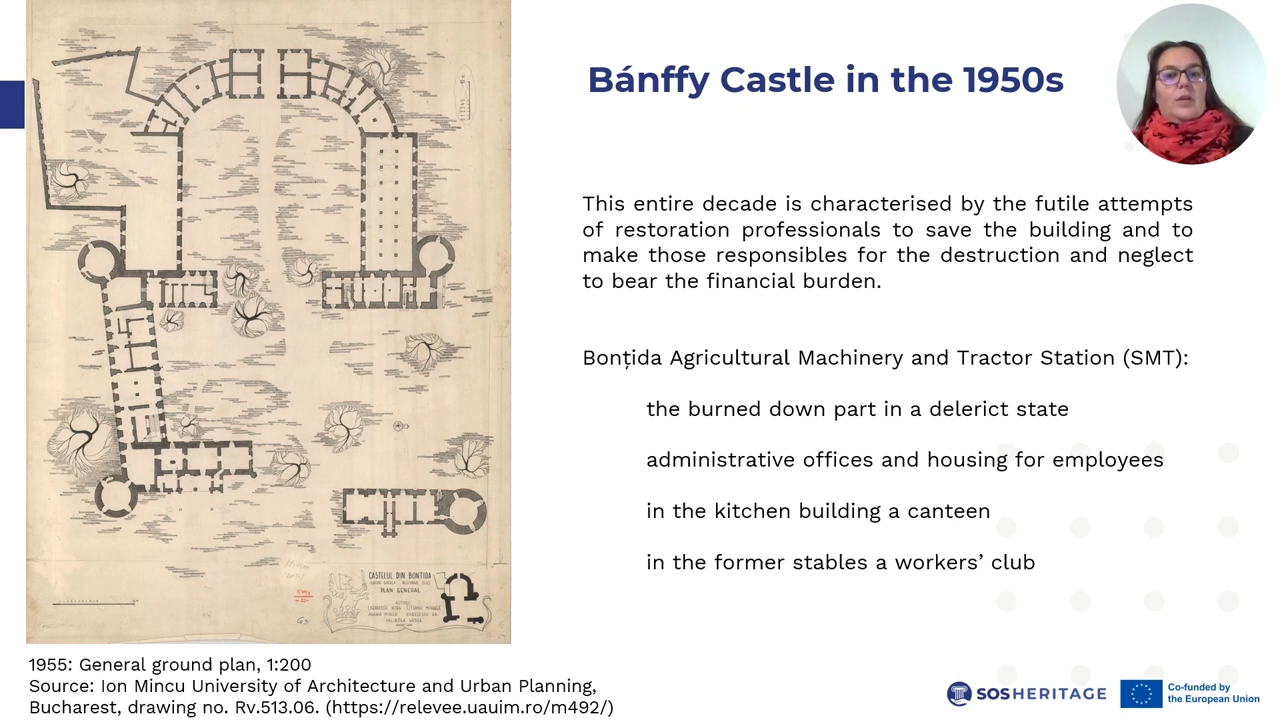 Bánffy Castle in the 1950s
This entire decade is characterised by the futile attempts
of restoration professionals to save the building and to
make those responsibles for the destruction and neglect
to bear the financial burden.
Bonțida Agricultural Machinery and Tractor Station (SMT):
the burned down part in a delerict state
administrative offices and housing for employees
in the kitchen building a canteen
in the former stables a workers’ club
CASTELUL DIN BONTIDA
PLAN GENERAL
1955: General ground plan, 1:200
Source: Ion Mincu University of Architecture and Urban Planning,
Bucharest, drawing no. Rv.513.06. (https://relevee.uauim.ro/m492/)
SOSHERITAGE
Co-funded by
the European Union